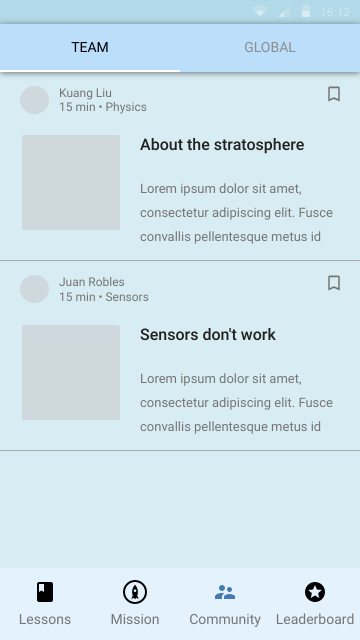 16:12
TEAM
GLOBAL
Kuang Liu
15 min • Physics
About the stratosphere
Lorem ipsum dolor sit amet,
consectetur adipiscing elit. Fusce
convallis pellentesque metus id
Juan Robles
15 min • Sensors
Sensors don't work
Lorem ipsum dolor sit amet,
consectetur adipiscing elit. Fusce
convallis pellentesque metus id
Lessons
Mission
Community
Leaderboard